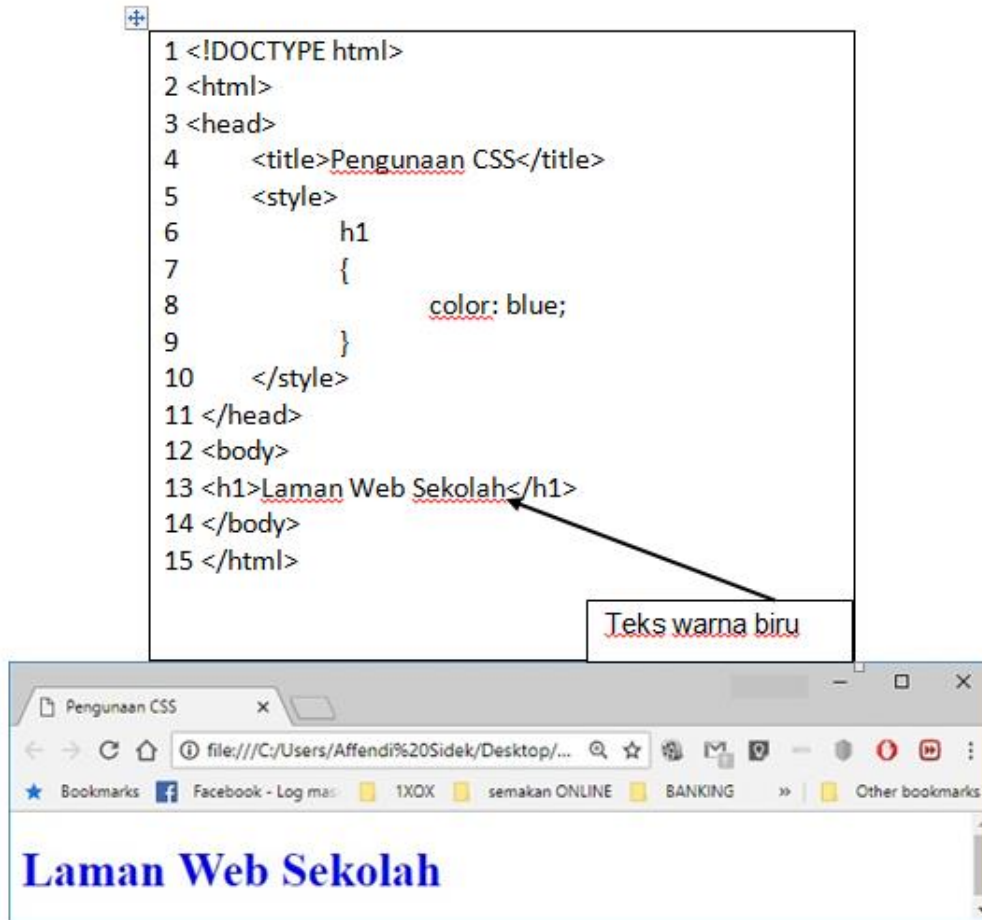 1 <!DOCTYPE html>
2 <html>
3 <head>
4 <title>Pengunaan CSS</title>
5 <style>
6 h1
7 {
8 color: blue;
9 }
10 </style>
11 </head>
12 <body>
13 <h1>Laman Web Sekolah</h1>
14 </body>
15 </html>
Teks warna biru
Pengunaan CSS
file:///C:/Users/Affendi%20Sidek/Desktop/...
Bookmarks Facebook - Log mas 1XOX semakan ONLINE BANKING » Other bookmarks
Laman Web Sekolah